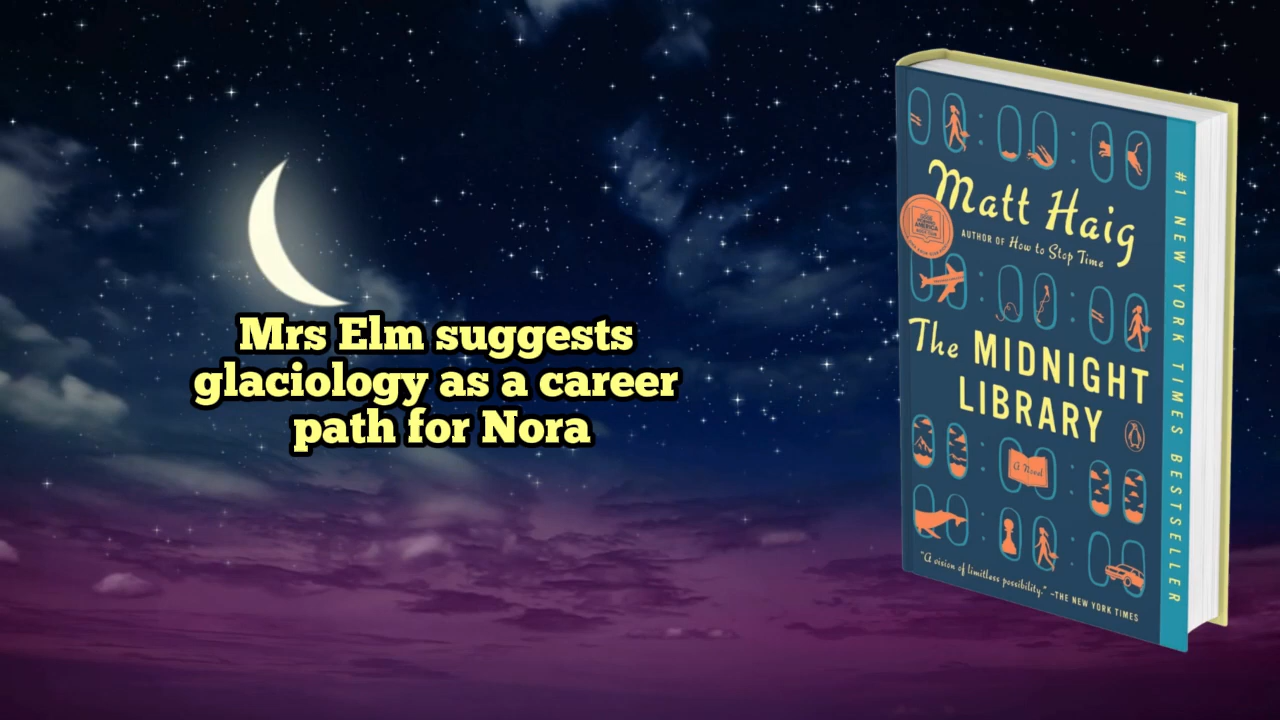 Mrs Elm suggests
glaciology as a career
path for Nora
Matt Haig
AUTHOR OF How to Stop Time
The MIDNIGHT
LIBRARY
A Novel
"A vision of limitless possibility." —THE NEW YORK TIMES
#1 NEW YORK TIMES BESTSELLER